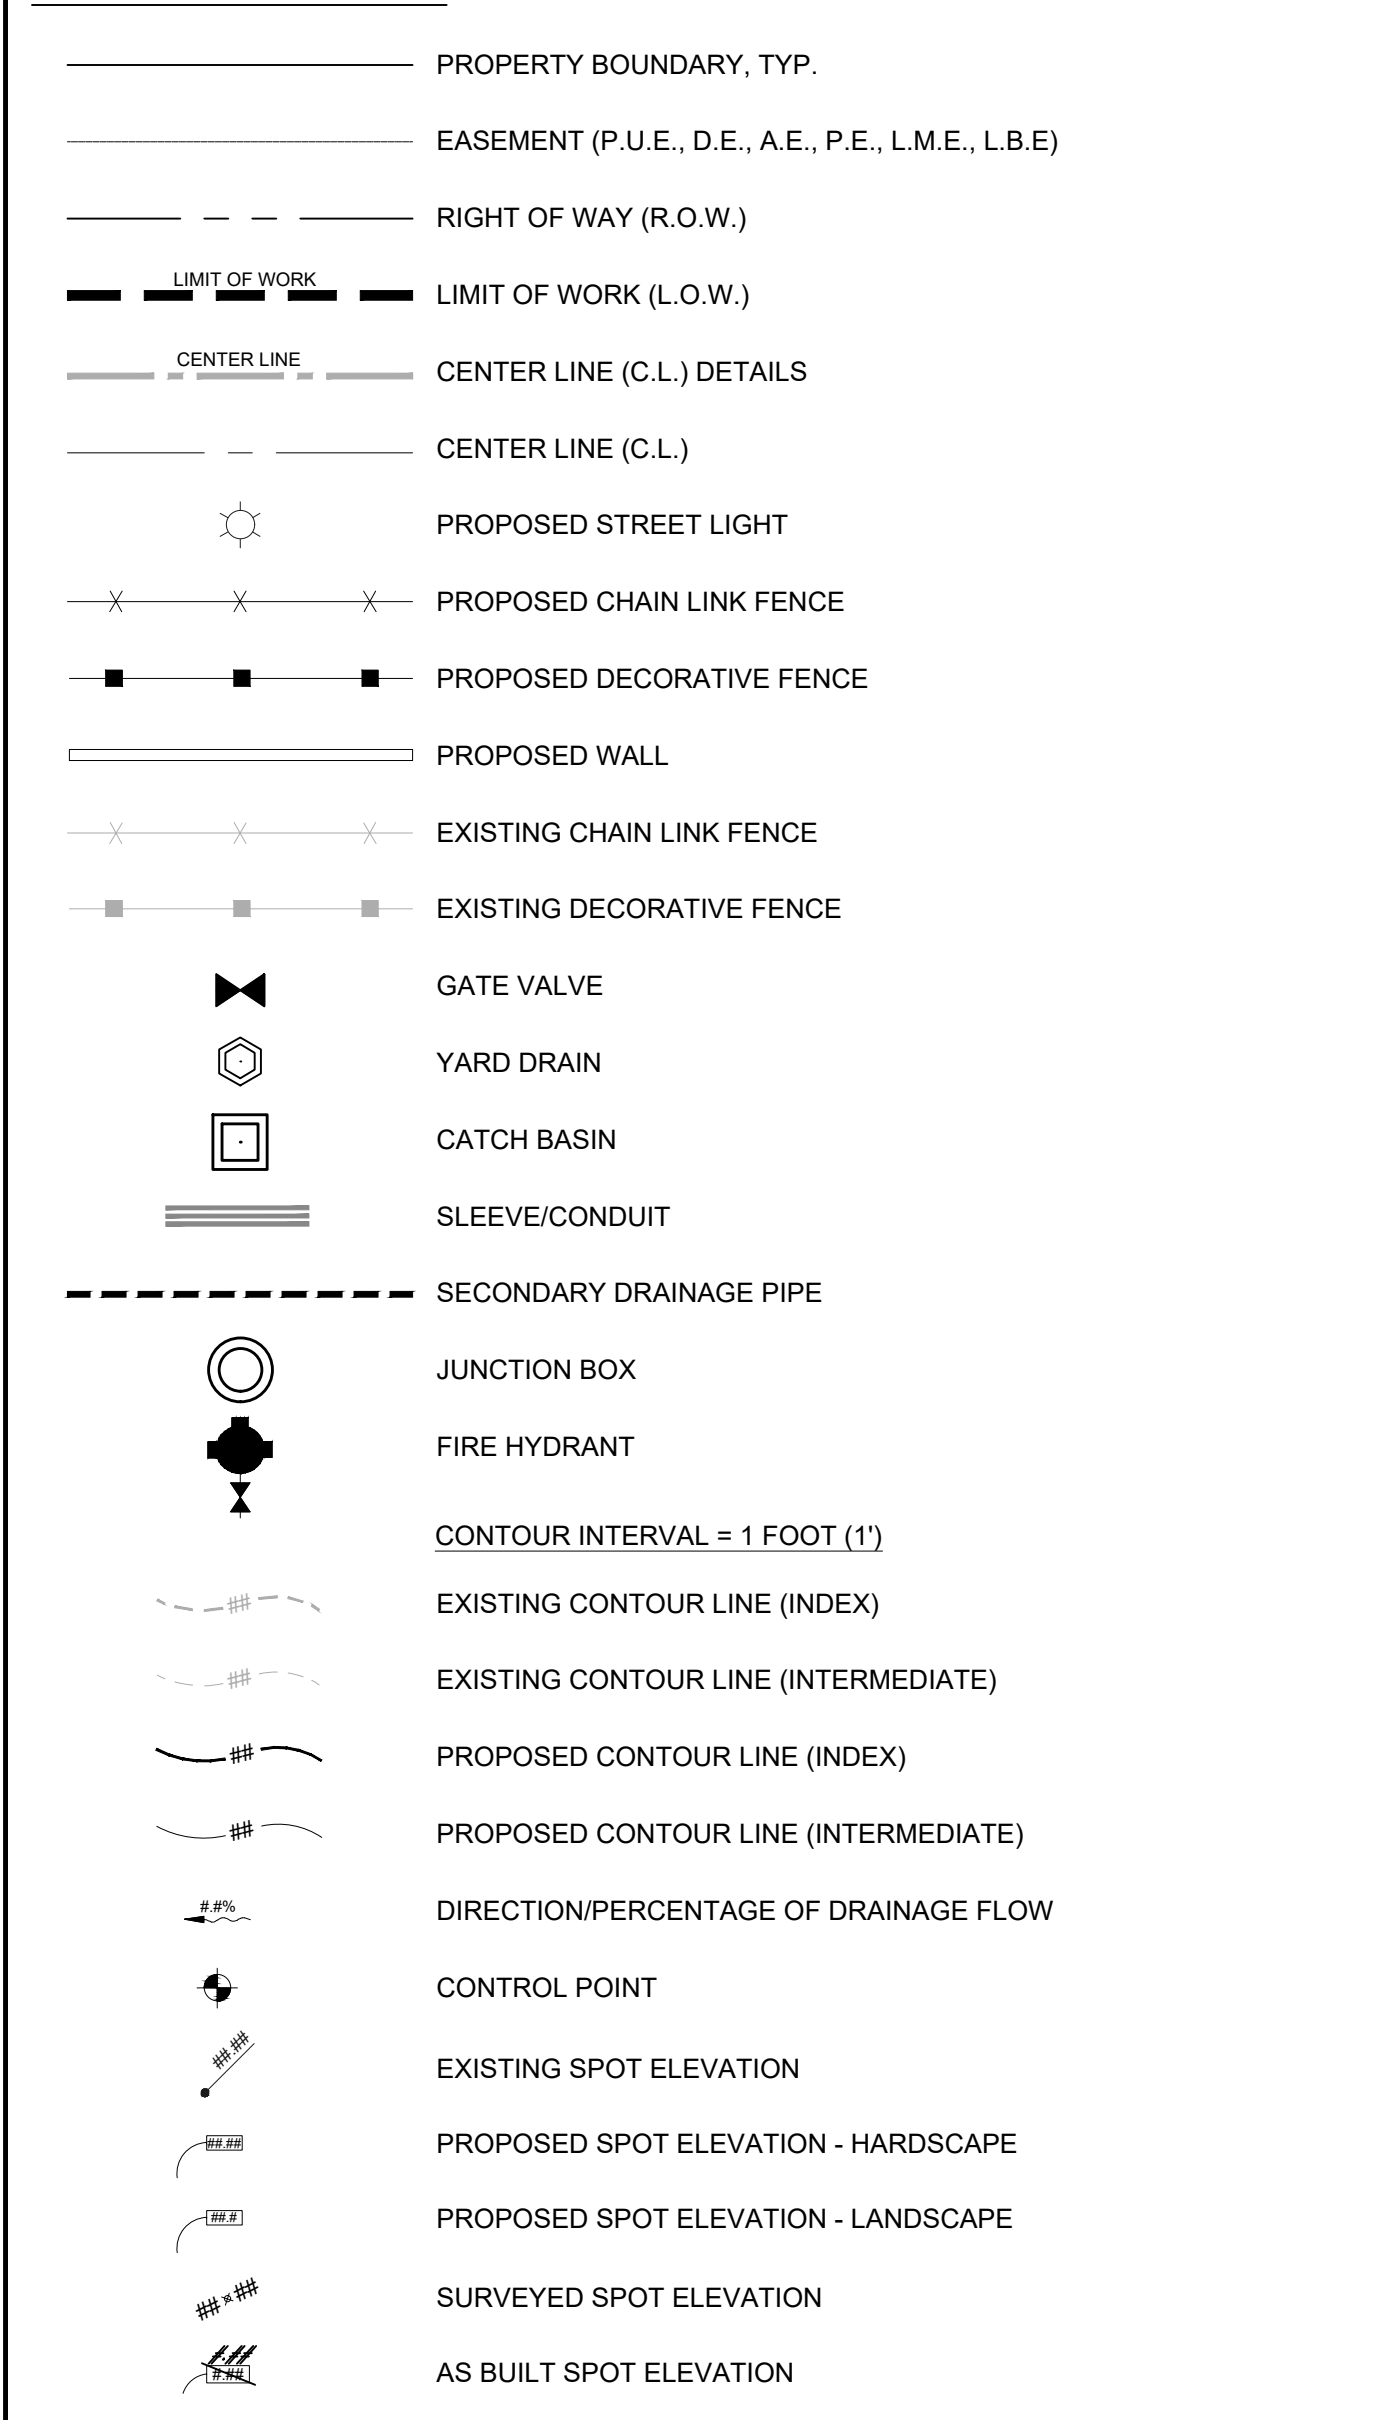 PROPERTY BOUNDARY, TYP.
EASEMENT (P.U.E., D.E., A.E., P.E., L.M.E., L.B.E)
RIGHT OF WAY (R.O.W.)
LIMIT OF WORK
LIMIT OF WORK (L.O.W.)
CENTER LINE
CENTER LINE (C.L.) DETAILS
CENTER LINE (C.L.)
PROPOSED STREET LIGHT
PROPOSED CHAIN LINK FENCE
PROPOSED DECORATIVE FENCE
PROPOSED WALL
EXISTING CHAIN LINK FENCE
EXISTING DECORATIVE FENCE
GATE VALVE
YARD DRAIN
CATCH BASIN
SLEEVE/CONDUIT
SECONDARY DRAINAGE PIPE
JUNCTION BOX
FIRE HYDRANT
CONTOUR INTERVAL = 1 FOOT (1')
## EXISTING CONTOUR LINE (INDEX)
## EXISTING CONTOUR LINE (INTERMEDIATE)
## PROPOSED CONTOUR LINE (INDEX)
## PROPOSED CONTOUR LINE (INTERMEDIATE)
#.#%
DIRECTION/PERCENTAGE OF DRAINAGE FLOW
CONTROL POINT
##.##
EXISTING SPOT ELEVATION
##.## PROPOSED SPOT ELEVATION - HARDSCAPE
##.# PROPOSED SPOT ELEVATION - LANDSCAPE
## ## SURVEYED SPOT ELEVATION
#.##
#.## AS BUILT SPOT ELEVATION